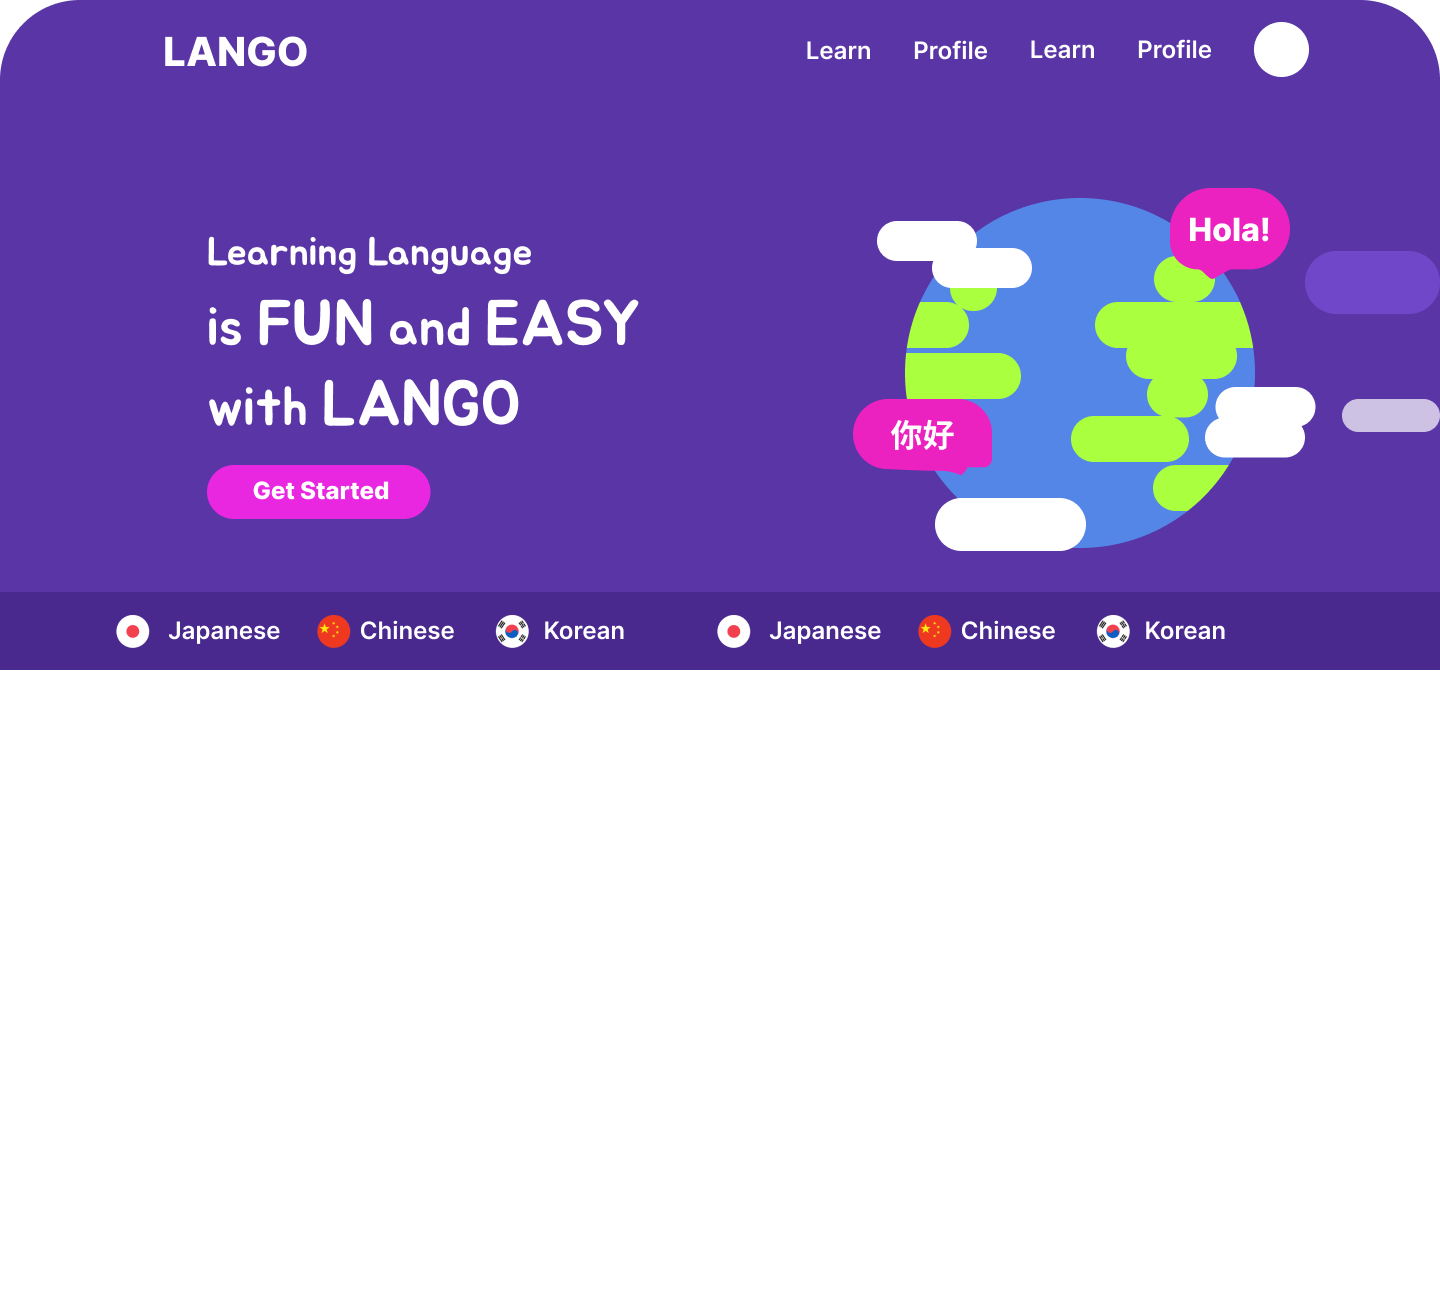 LANGO
Learn Profile Learn Profile
Hola!
Learning Language
is FUN and EASY
with LANGO
你好
Get Started
Japanese Chinese Korean Japanese Chinese Korean